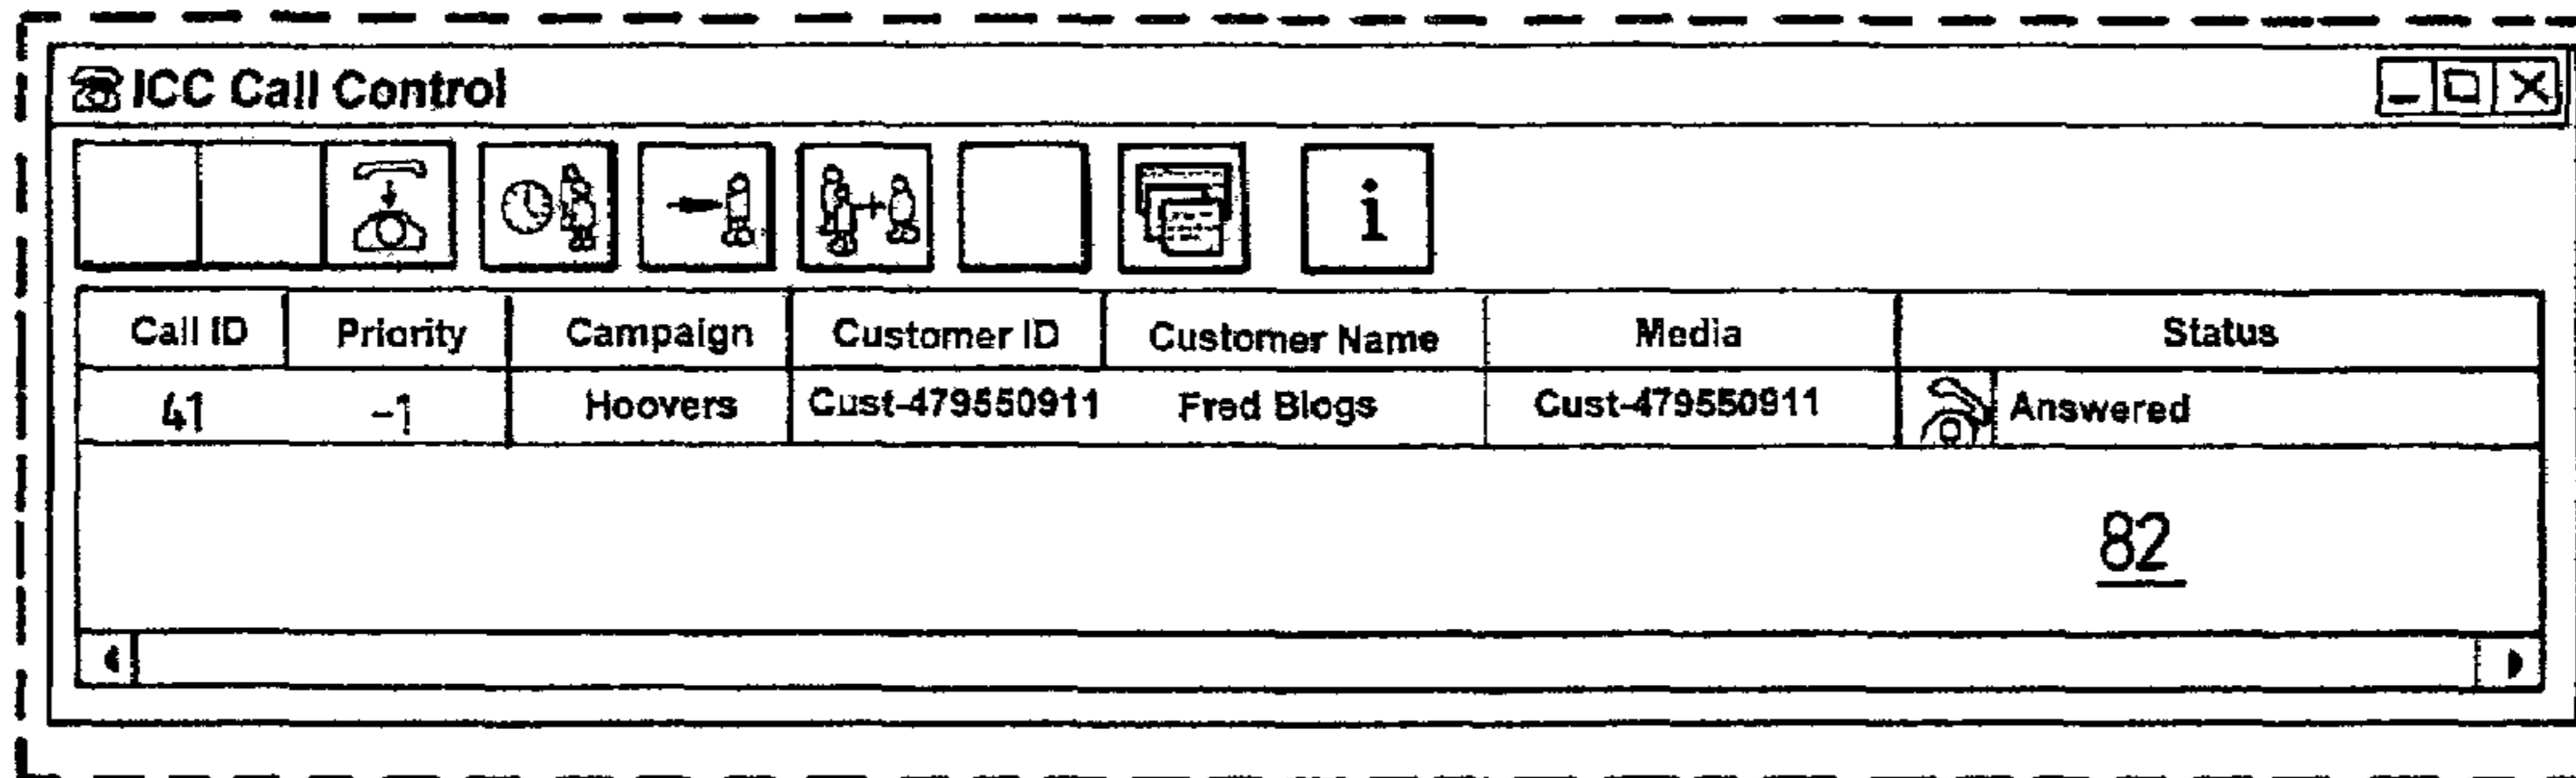 ICC Call Control
i
Call ID Priority Campaign Customer ID Customer Name Media Status
41 -1 Hoovers Cust-479550911 Fred Blogs Cust-479550911 Answered
82